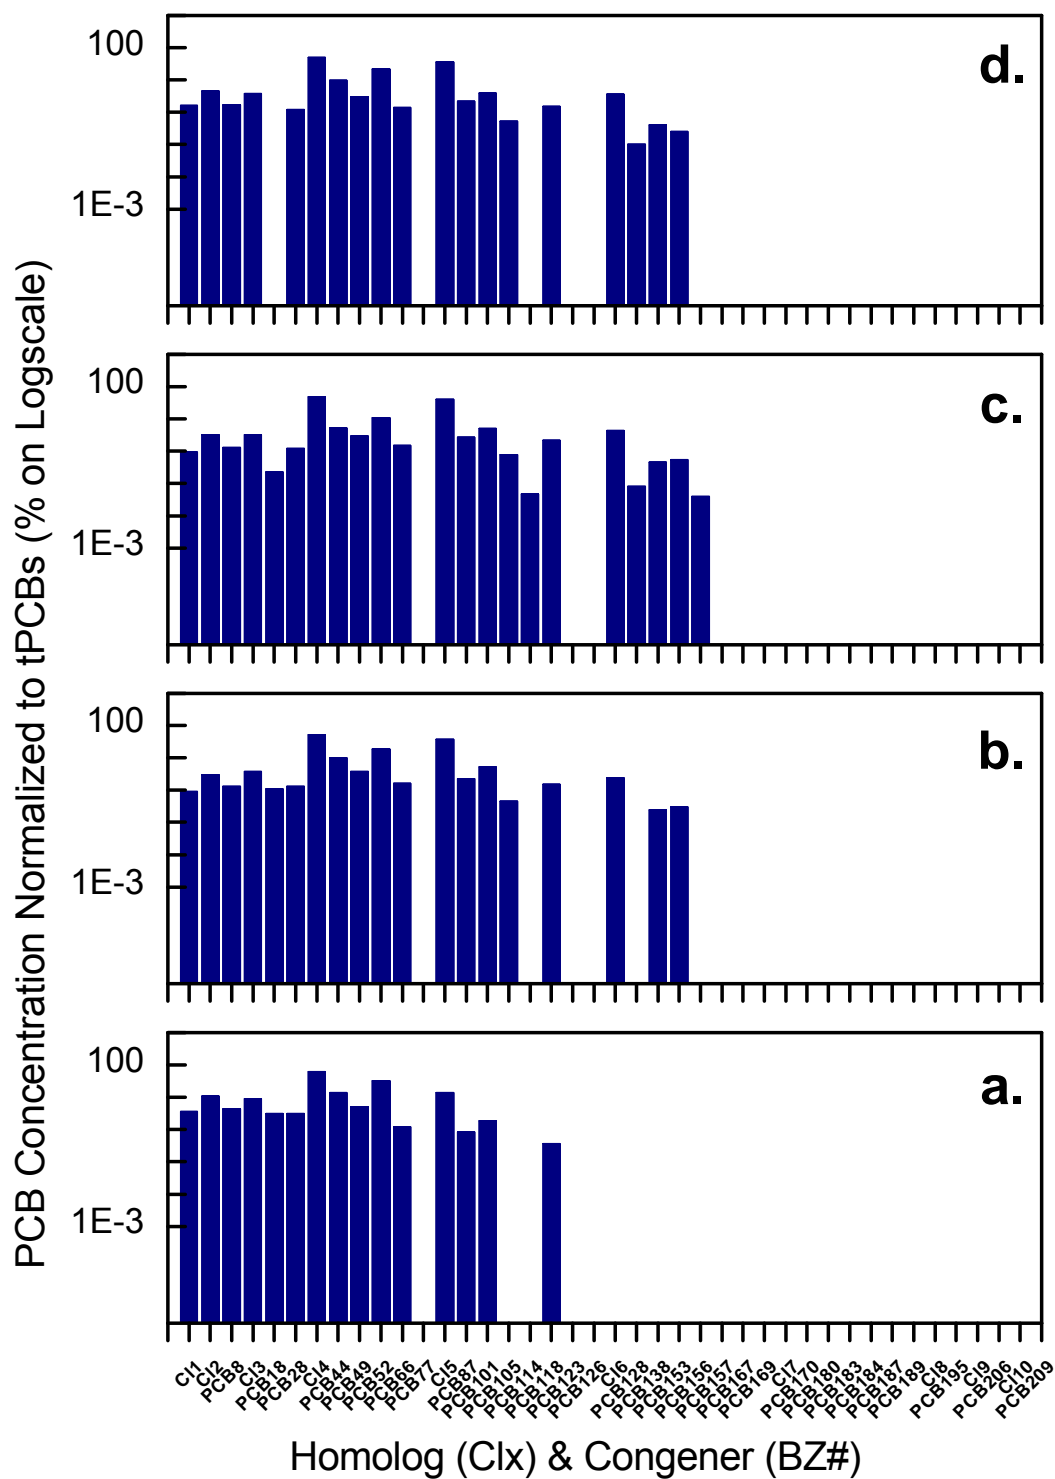 PCB Concentration Normalized to tPCBs (% on Logscale)
100
1E-3
d.
100
1E-3
c.
100
1E-3
b.
100
1E-3
a.
Cl1
Cl2
PCB8
Cl3
PCB18
PCB28
Cl4
PCB44
PCB49
PCB52
PCB66
PCB77
Cl5
PCB87
PCB101
PCB105
PCB114
PCB118
PCB123
PCB126
Cl6
PCB128
PCB138
PCB153
PCB156
PCB157
PCB167
PCB169
Cl7
PCB170
PCB180
PCB183
PCB184
PCB187
PCB189
Cl8
PCB195
Cl9
PCB206
Cl10
PCB209
Homolog (Clx) & Congener (BZ#)